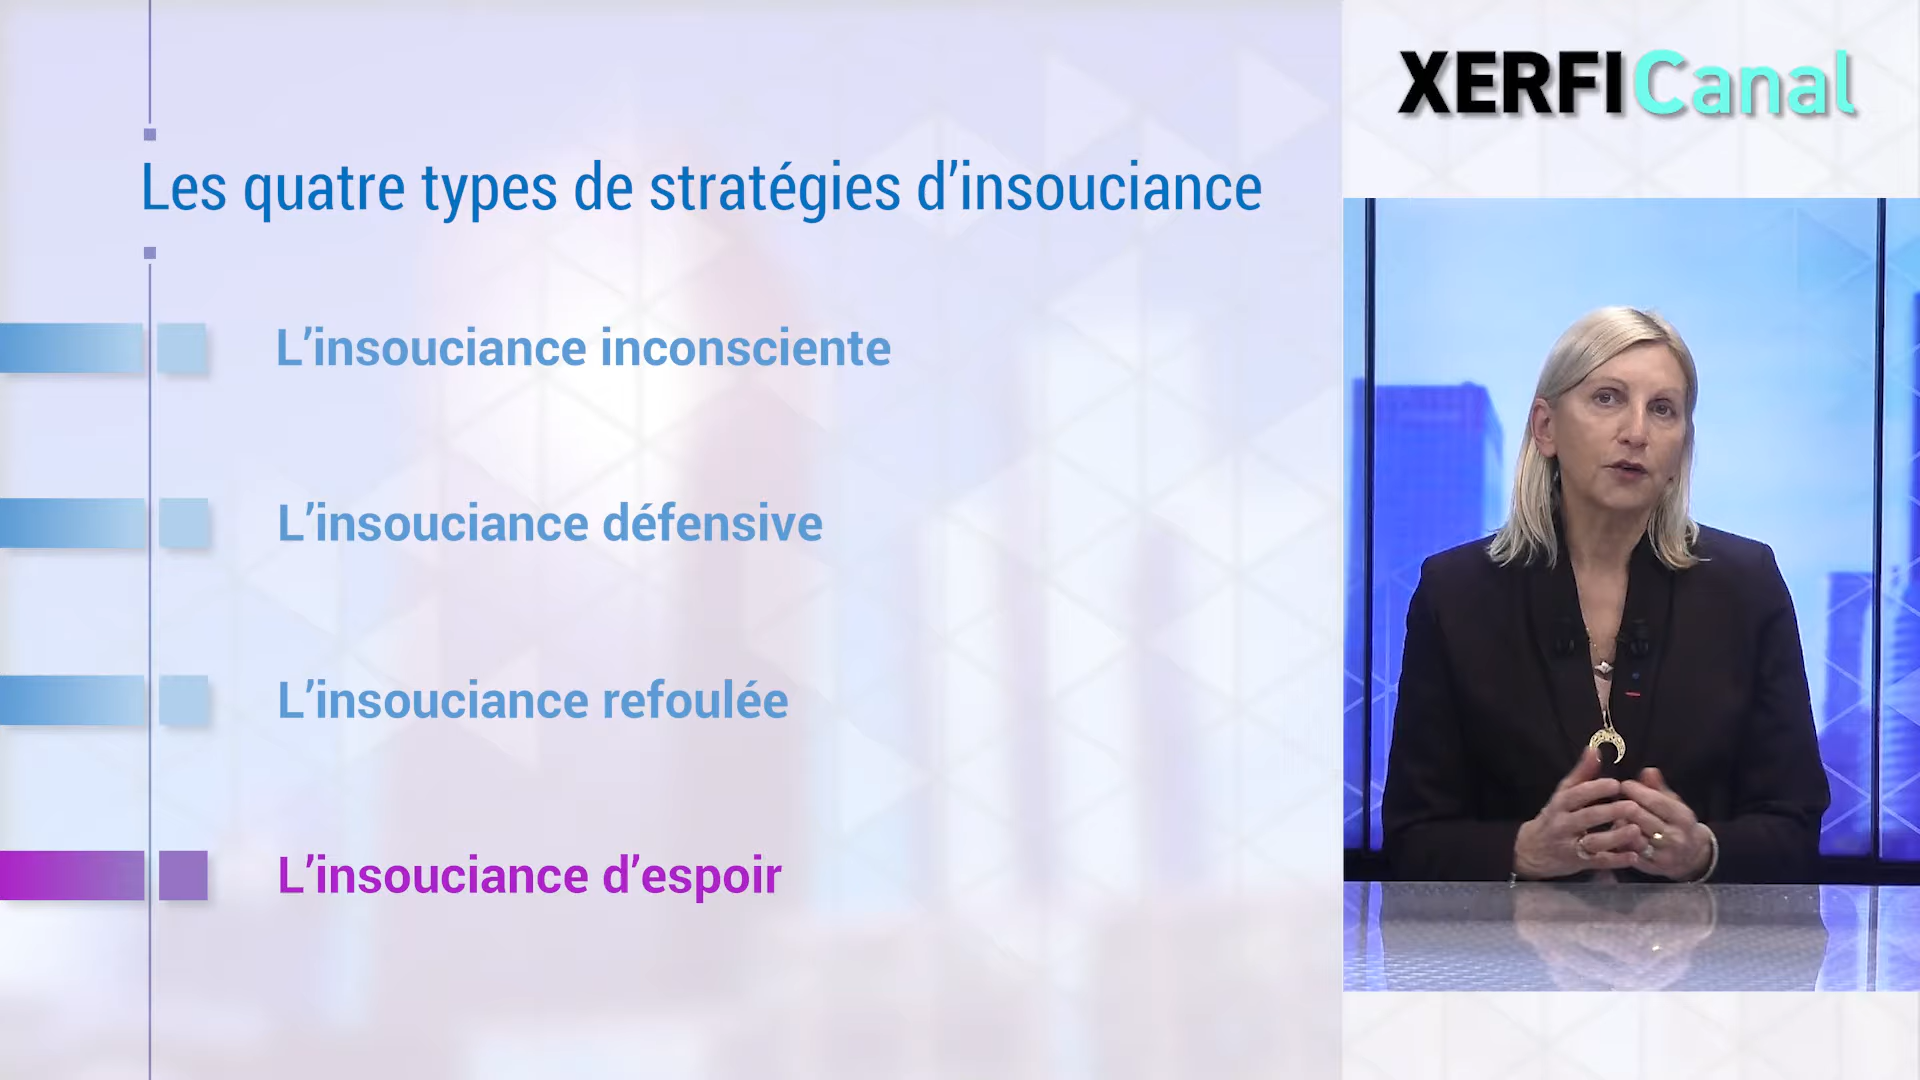 XERFI Canal
Les quatre types de stratégies d’insouciance
L’insouciance inconsciente
L’insouciance défensive
L’insouciance refoulée
L’insouciance d’espoir